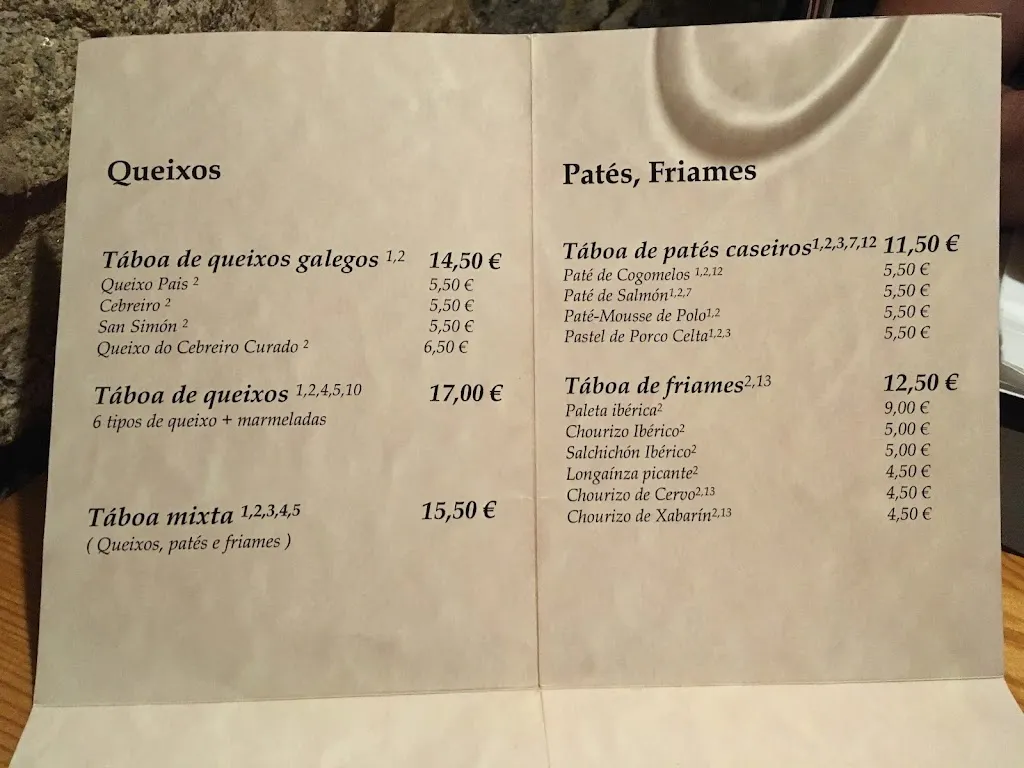 Queixos
Táboa de queixos galegos 1,2 14,50 €
Queixo Pais 2 5,50 €
Cebreiro 2 5,50 €
San Simón 2 5,50 €
Queixo do Cebreiro Curado 2 6,50 €
Táboa de queixos 1,2,4,5,10 17,00 €
6 tipos de queixo + marmeladas
Táboa mixta 1,2,3,4,5 15,50 €
( Queixos, patés e friames )
Patés, Friames
Táboa de patés caseiros1,2,3,7,12 11,50 €
Paté de Cogomelos 1,2,12 5,50 €
Paté de Salmón1,2,7 5,50 €
Paté-Mousse de Polo1,2 5,50 €
Pastel de Porco Celta1,2,3 5,50 €
Táboa de friames2,13 12,50 €
Paleta ibérica2 9,00 €
Chourizo Ibérico2 5,00 €
Salchichón Ibérico2 5,00 €
Longaínza picante2 4,50 €
Chourizo de Cervo2,13 4,50 €
Chourizo de Xabarín2,13 4,50 €